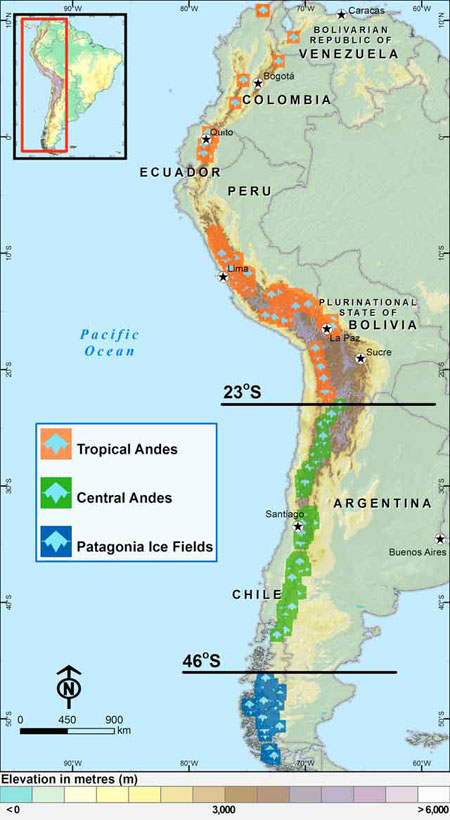 80°W
70°W
60°W
10°N
Caracas
BOLIVARIAN
REPUBLIC OF
VENEZUELA
Bogotá
COLOMBIA
0°
Quito
ECUADOR
PERU
10°S
Lima
PLURINATIONAL
STATE OF
BOLIVIA
La Paz
Pacific
Ocean
Sucre
20°S
23°S
Tropical Andes
Central Andes
Patagonia Ice Fields
30°S
ARGENTINA
Santiago
Buenos Aires
CHILE
40°S
46°S
N
0 450 900
km
50°S
90°W
80°W
70°W
60°W
Elevation in metres (m)
< 0 3,000 > 6,000